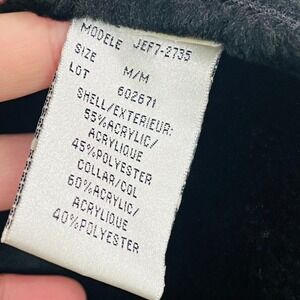 MODELE JEF7-2735
SIZE M/M
LOT 602671
SHELL/EXTERIEUR:
55%ACRYLIC/
ACRYLIQUE
45%POLYESTER
COLLAR/COL
60%ACRYLIC/
ACRYLIQUE
40%POLYESTER